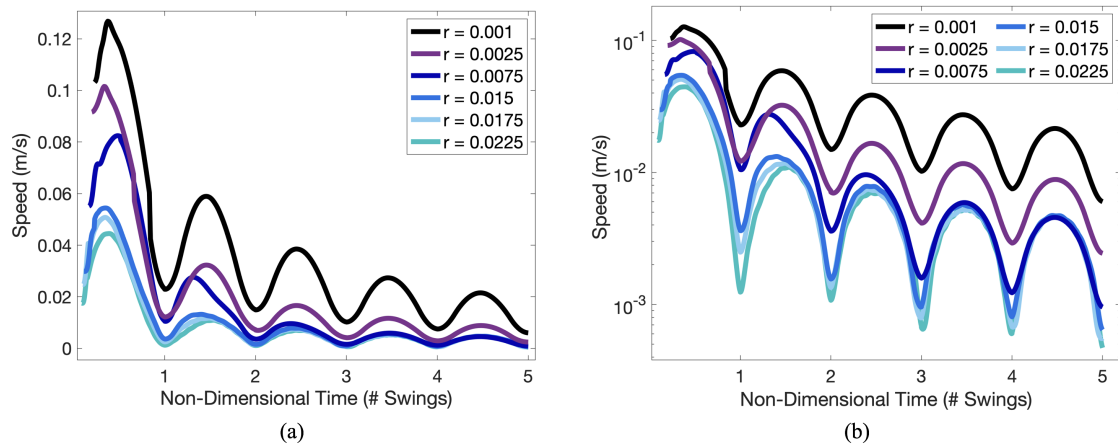 0.12
0.1
0.08
0.06
0.04
0.02
0
Speed (m/s)
r = 0.001
r = 0.0025
r = 0.0075
r = 0.015
r = 0.0175
r = 0.0225
1 2 3 4 5
Non-Dimensional Time (# Swings)
(a)
10⁻¹
10⁻²
10⁻³
Speed (m/s)
r = 0.001
r = 0.0025
r = 0.0075
r = 0.015
r = 0.0175
r = 0.0225
1 2 3 4 5
Non-Dimensional Time (# Swings)
(b)